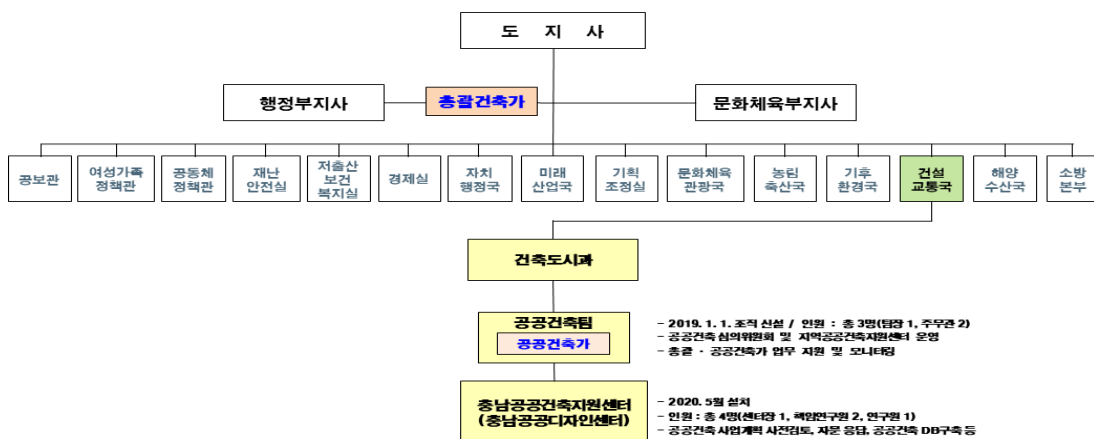 도 지 사
행정부지사
총괄건축가
문화체육부지사
공보관
여성가족
정책관
공동체
정책관
재난
안전실
저출산
보건
복지실
경제실
자치
행정국
미래
산업국
기획
조정실
문화체육
관광국
농림
축산국
기후
환경국
건설
교통국
해양
수산국
소방
본부
건축도시과
공공건축팀
공공건축가
- 2019. 1. 1. 조직 신설 / 인원 : 총 3명(팀장 1, 주무관 2)
- 공공건축 심의위원회 및 지역공공건축지원센터 운영
- 총괄 · 공공건축가 업무 지원 및 모니터링
충남공공건축지원센터
(충남공공디자인센터)
- 2020. 5월 설치
- 인원 : 총 4명(센터장 1, 책임연구원 2, 연구원 1)
- 공공건축 사업계획 사전검토, 자문 응답, 공공건축 DB구축 등